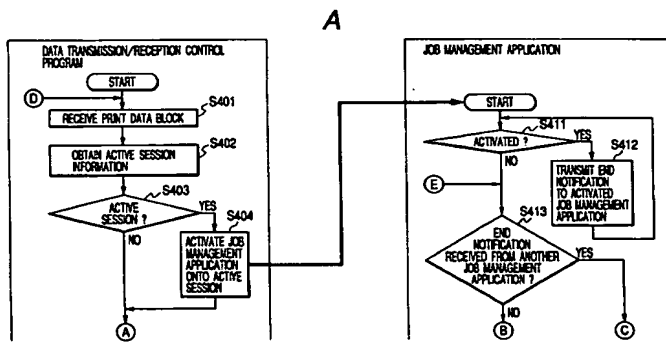 A
DATA TRANSMISSION/RECEPTION CONTROL
PROGRAM
START
D
S401
RECEIVE PRINT DATA BLOCK
S402
OBTAIN ACTIVE SESSION
INFORMATION
S403
ACTIVE
SESSION ?
YES
NO
S404
ACTIVATE JOB
MANAGEMENT
APPLICATION
ONTO ACTIVE
SESSION
A
JOB MANAGEMENT APPLICATION
START
S411
ACTIVATED ?
YES
NO
S412
TRANSMIT END
NOTIFICATION
TO ACTIVATED
JOB MANAGEMENT
APPLICATION
E
S413
END
NOTIFICATION
RECEIVED FROM ANOTHER
JOB MANAGEMENT
APPLICATION ?
YES
NO
B
C